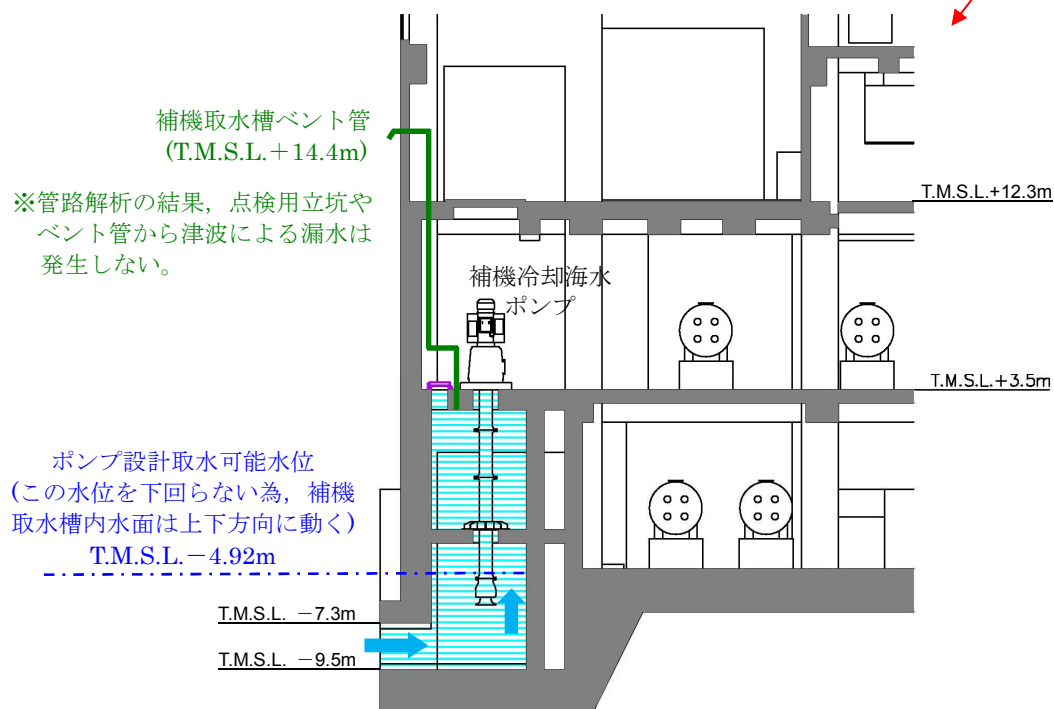 補機取水槽ベント管
(T.M.S.L.＋14.4m)
※管路解析の結果，点検用立坑や
ベント管から津波による漏水は
発生しない。
T.M.S.L.+12.3m
補機冷却海水
ポンプ
T.M.S.L.+3.5m
ポンプ設計取水可能水位
(この水位を下回らない為，補機
取水槽内水面は上下方向に動く)
T.M.S.L.－4.92m
T.M.S.L. －7.3m
T.M.S.L. －9.5m